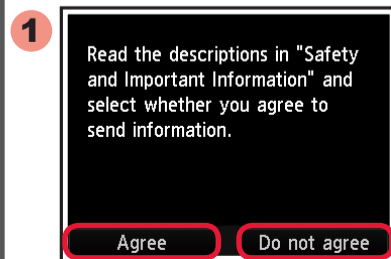 1
Read the descriptions in "Safety
and Important Information" and
select whether you agree to
send information.
Agree
Do not agree